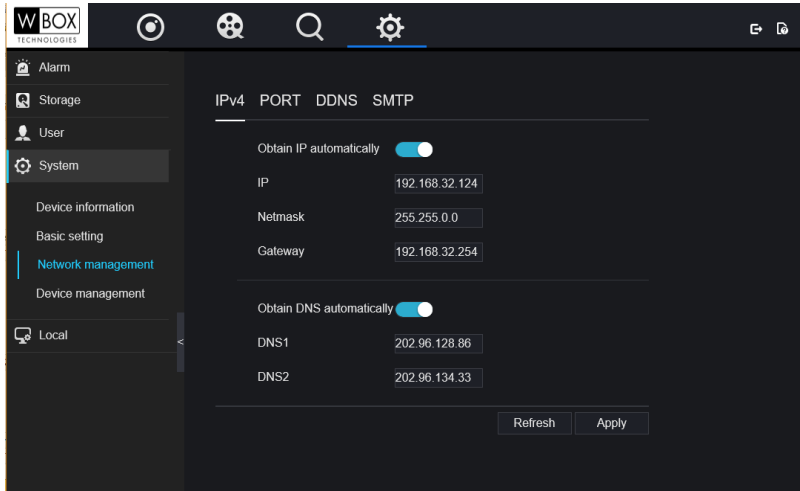 W BOX
TECHNOLOGIES
Alarm
Storage
User
System
Device information
Basic setting
Network management
Device management
Local
<
IPv4 PORT DDNS SMTP
Obtain IP automatically
IP 192.168.32.124
Netmask 255.255.0.0
Gateway 192.168.32.254
Obtain DNS automatically
DNS1 202.96.128.86
DNS2 202.96.134.33
Refresh Apply